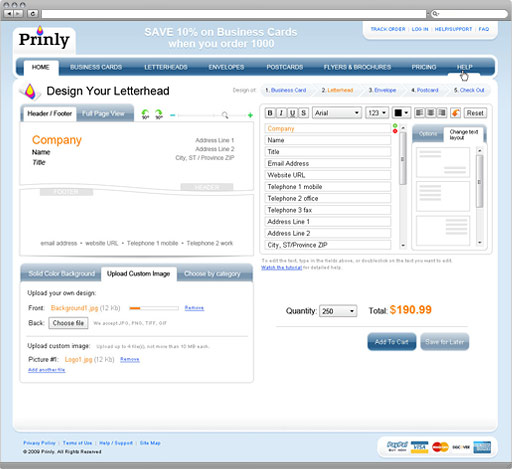 Printly
SAVE 10% on Business Cards
when you order 1000
TRACK ORDER | LOG IN | HELP/SUPPORT | FAQ
HOME BUSINESS CARDS LETTERHEADS ENVELOPES POSTCARDS FLYERS & BROCHURES PRICING HELP
Design Your Letterhead
Design of: 1. Business Card 2. Letterhead 3. Envelope 4. Postcard 5. Check Out
Header / Footer Full Page View 90° 90°
Company
Name
Title
Address Line 1
Address Line 2
City, ST / Province ZIP
HEADER
FOOTER
email address • website URL • Telephone 1 mobile • Telephone 2 work
B I U S Arial 123 Reset
Company
Name
Title
Email Address
Website URL
Telephone 1 mobile
Telephone 2 office
Telephone 3 fax
Address Line 1
Address Line 2
City, ST/Province ZIP
Options Change text layout
To edit the text, type in the fields above, or doubleclick on the text you want to edit.
Watch the tutorial for detailed help.
Solid Color Background Upload Custom Image Choose by category
Upload your own design:
Front: Background1.jpg (12 Kb) Remove
Back: Choose file We accept JPG, PNG, TIFF, GIF
Upload custom image: Upload up to 4 file(s), not more than 10 MB each.
Picture #1: Logo1.jpg (12 Kb) Remove
Add another file
Quantity: 250 Total: $190.99
Add To Cart Save for Later
Privacy Policy | Terms of Use | Help / Support | Site Map
© 2009 Printly. All Rights Reserved
PayPal VISA DISCOVER